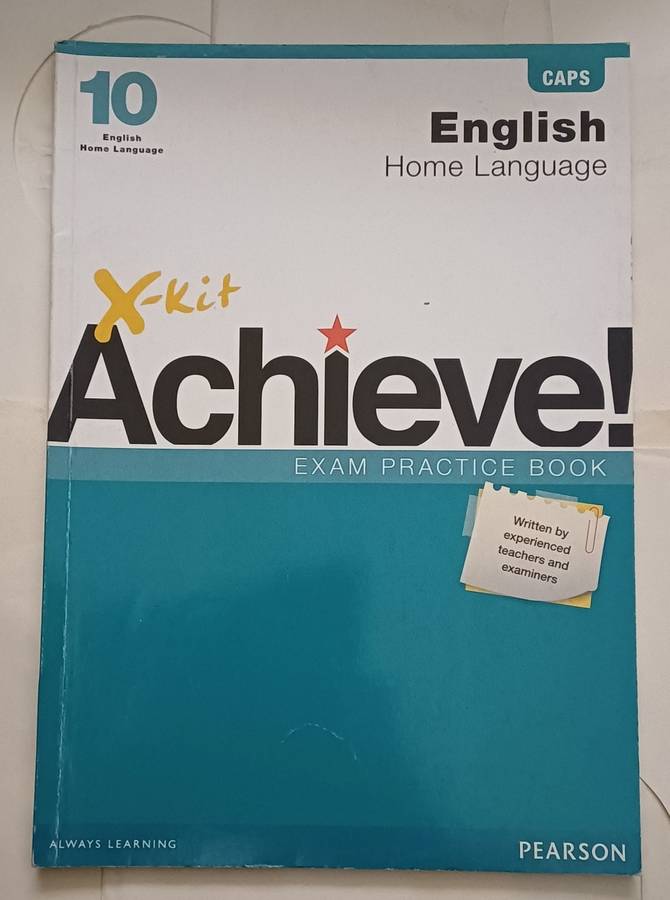 CAPS
10
English
Home Language
English
Home Language
X-kit
Achieve!
EXAM PRACTICE BOOK
Written by
experienced
teachers and
examiners
ALWAYS LEARNING
PEARSON